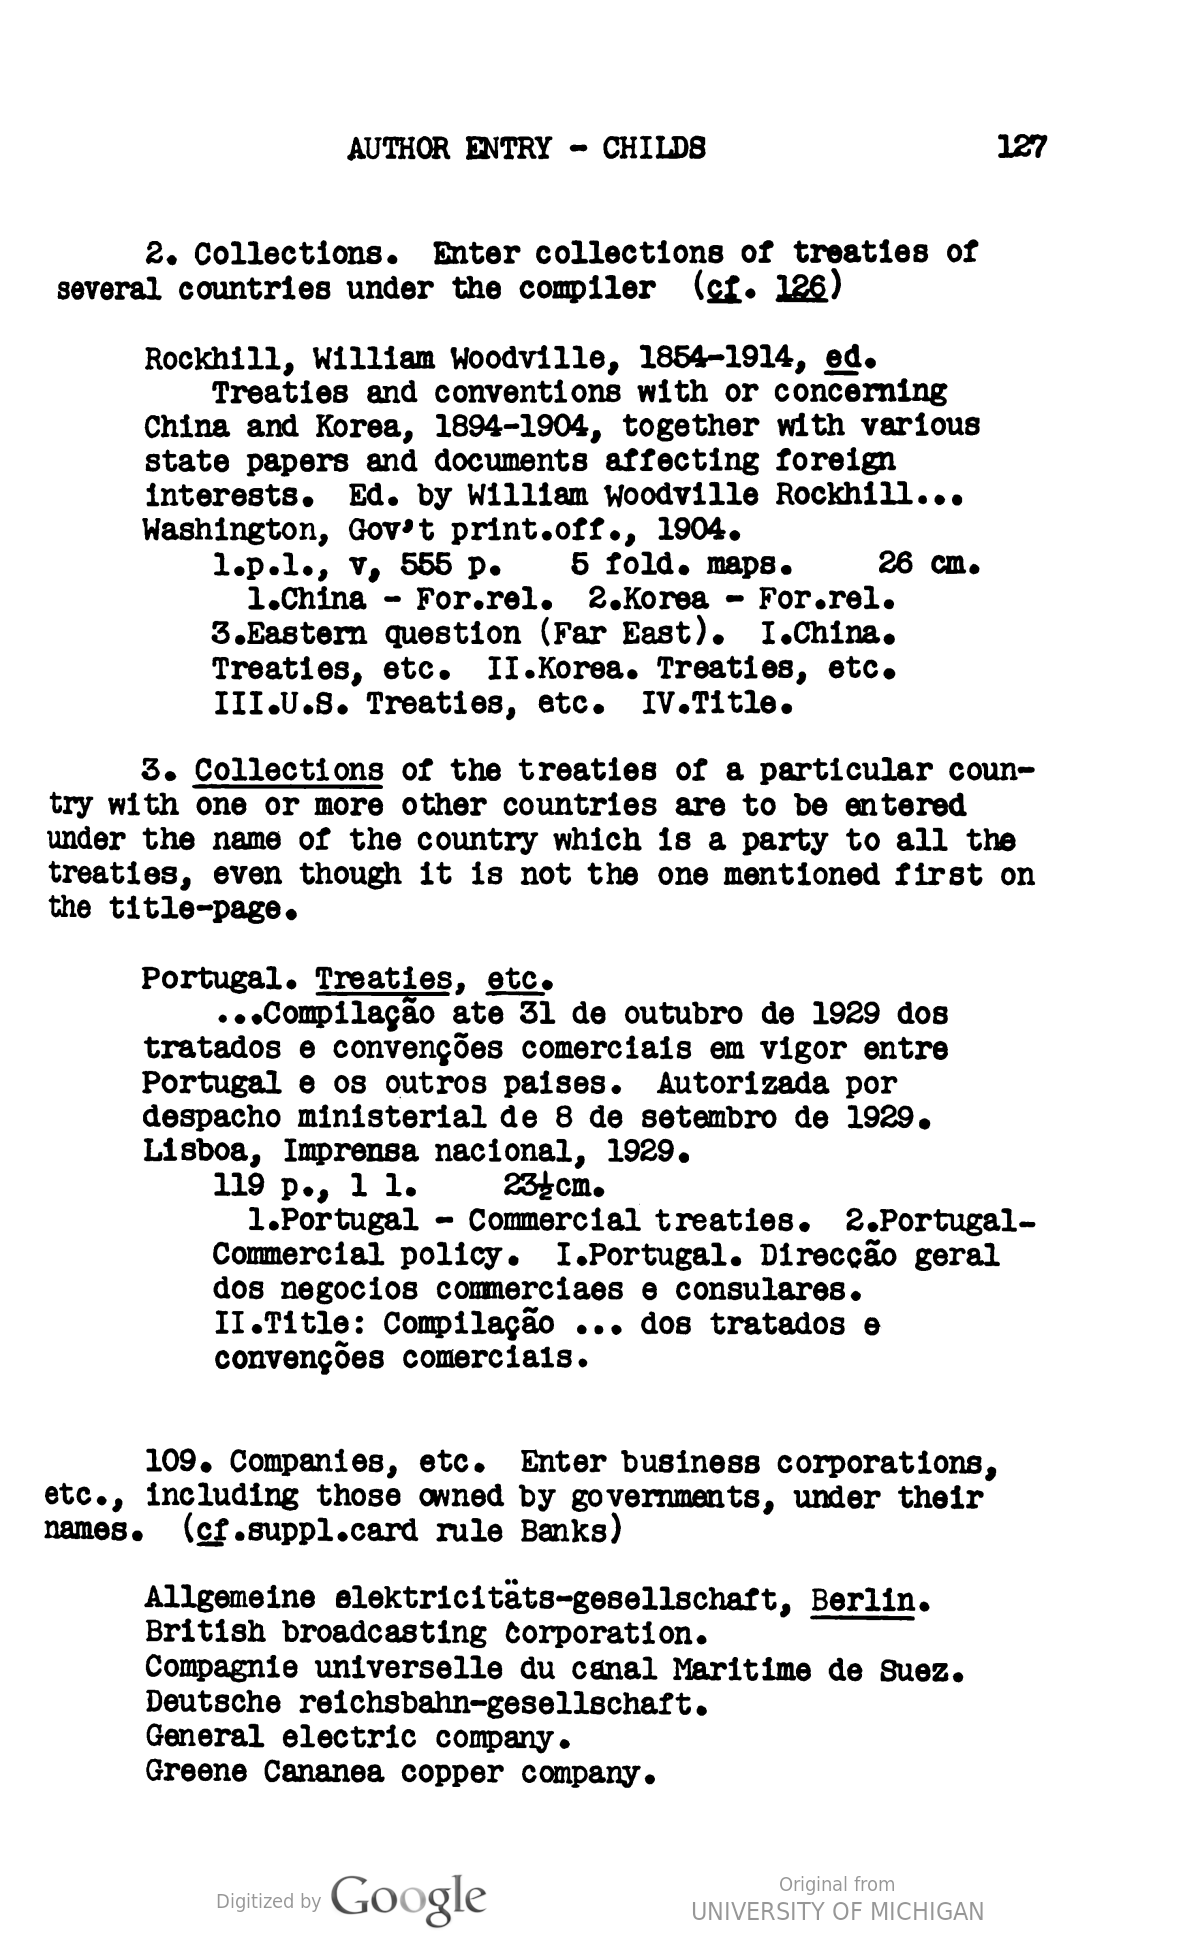 AUTHOR ENTRY - CHILDS 127
2. Collections. Enter collections of treaties of
several countries under the compiler (cf. 126)
Rockhill, William Woodville, 1854-1914, ed.
Treaties and conventions with or concerning
China and Korea, 1894-1904, together with various
state papers and documents affecting foreign
interests. Ed. by William Woodville Rockhill...
Washington, Gov't print.off., 1904.
1.p.l., v, 555 p. 5 fold. maps. 26 cm.
1.China - For.rel. 2.Korea - For.rel.
3.Eastern question (Far East). I.China.
Treaties, etc. II.Korea. Treaties, etc.
III.U.S. Treaties, etc. IV.Title.
3. Collections of the treaties of a particular coun-
try with one or more other countries are to be entered
under the name of the country which is a party to all the
treaties, even though it is not the one mentioned first on
the title-page.
Portugal. Treaties, etc.
...Compilação ate 31 de outubro de 1929 dos
tratados e convenções comerciais em vigor entre
Portugal e os outros paises. Autorizada por
despacho ministerial de 8 de setembro de 1929.
Lisboa, Imprensa nacional, 1929.
119 p., 1 l. 23½cm.
1.Portugal - Commercial treaties. 2.Portugal-
Commercial policy. I.Portugal. Direcção geral
dos negocios commerciaes e consulares.
II.Title: Compilação ... dos tratados e
convenções comerciais.
109. Companies, etc. Enter business corporations,
etc., including those owned by governments, under their
names. (cf.suppl.card rule Banks)
Allgemeine elektricitäts-gesellschaft, Berlin.
British broadcasting corporation.
Compagnie universelle du canal Maritime de Suez.
Deutsche reichsbahn-gesellschaft.
General electric company.
Greene Cananea copper company.
Digitized by Google
Original from
UNIVERSITY OF MICHIGAN